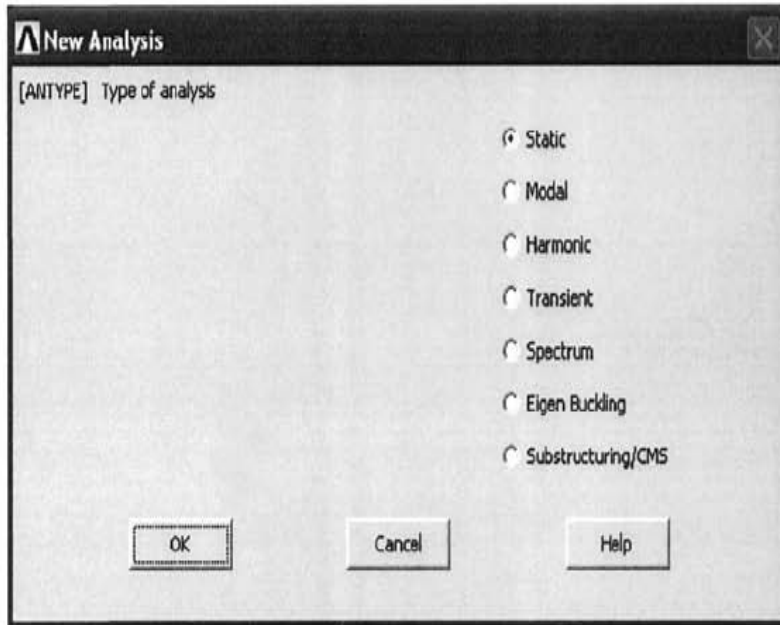 New Analysis
[ANTYPE] Type of analysis
Static
Modal
Harmonic
Transient
Spectrum
Eigen Buckling
Substructuring/CMS
OK Cancel Help